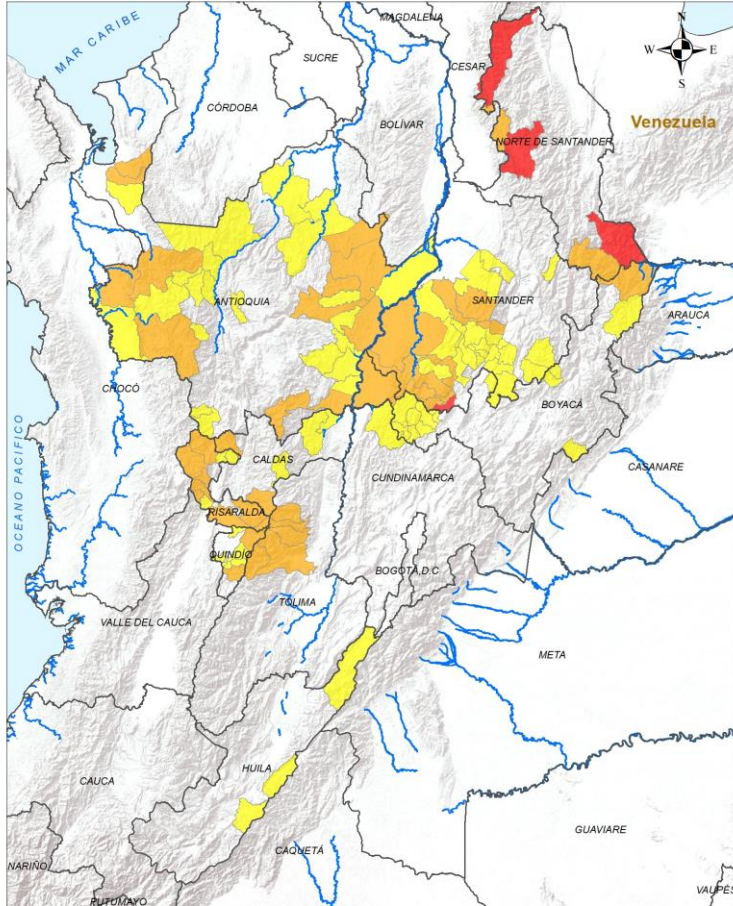 MAGDALENA
N
W E
S
MAR CARIBE
SUCRE
CESAR
CÓRDOBA
BOLÍVAR
Venezuela
NORTE DE SANTANDER
ANTIOQUIA
SANTANDER
ARAUCA
CHOCÓ
BOYACÁ
CALDAS
CUNDINAMARCA
CASANARE
OCEANO PACIFICO
RISARALDA
QUINDÍO
BOGOTÁ,D.C
TOLIMA
VALLE DEL CAUCA
META
HUILA
CAUCA
GUAVIARE
CAQUETÁ
NARIÑO
PUTUMAYO
VAUPÉS